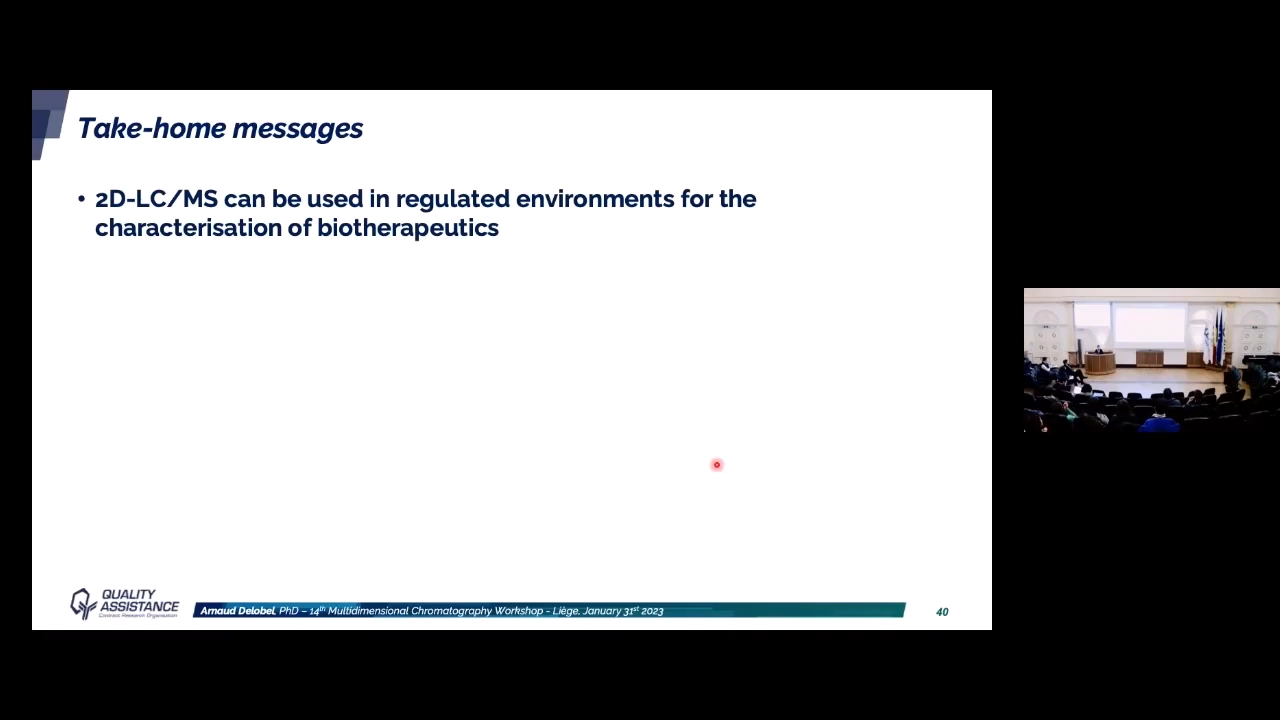 Take-home messages
• 2D-LC/MS can be used in regulated environments for the
characterisation of biotherapeutics
QUALITY
ASSISTANCE
Contract Research Organisation
Arnaud Delobel, PhD – 14th Multidimensional Chromatography Workshop - Liège, January 31st 2023
40